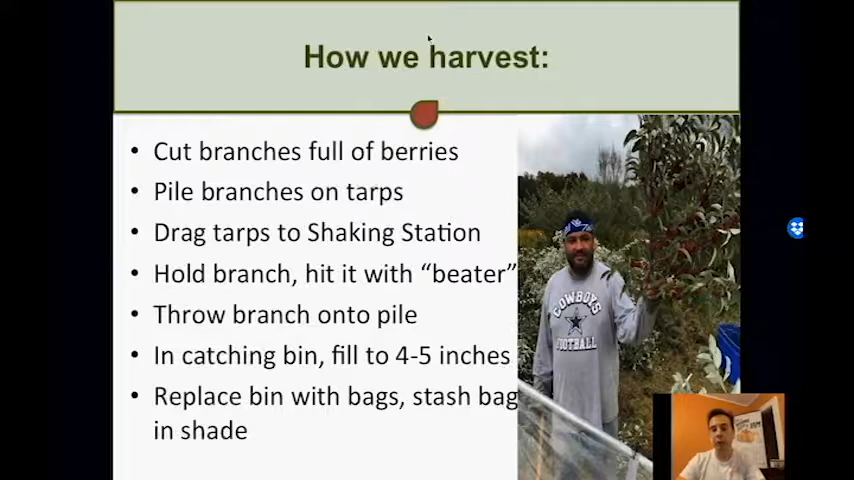 How we harvest:
• Cut branches full of berries
• Pile branches on tarps
• Drag tarps to Shaking Station
• Hold branch, hit it with “beater”
• Throw branch onto pile
• In catching bin, fill to 4-5 inches
• Replace bin with bags, stash bag
in shade
COWBOYS
FOOTBALL